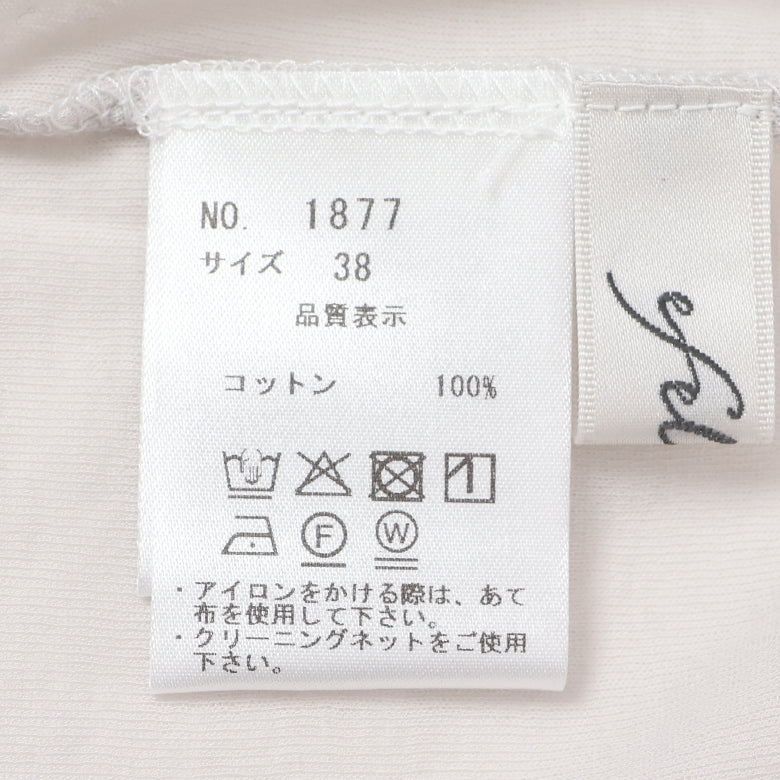 NO. 1877
サイズ 38
品質表示
コットン 100%
F W
・アイロンをかける際は、あて
布を使用して下さい。
・クリーニングネットをご使用
下さい。